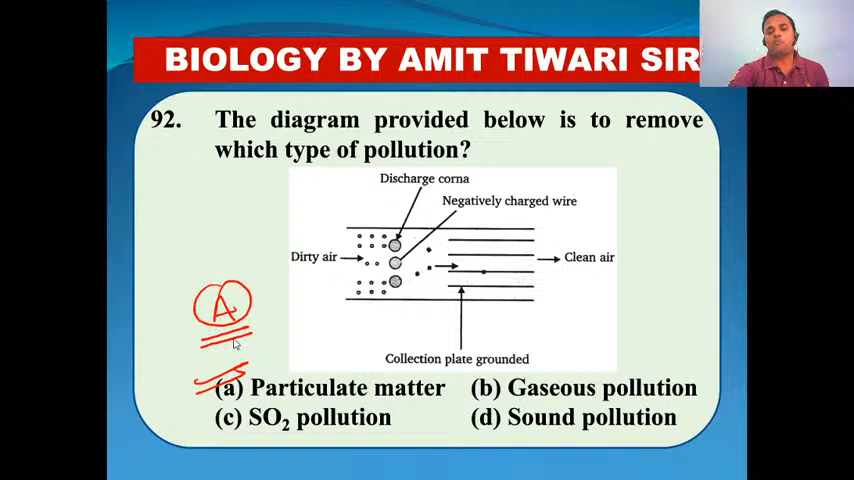 BIOLOGY BY AMIT TIWARI SIR
92. The diagram provided below is to remove
which type of pollution?
Discharge corna
Negatively charged wire
Dirty air
Clean air
Collection plate grounded
A
(a) Particulate matter (b) Gaseous pollution
(c) SO₂ pollution (d) Sound pollution